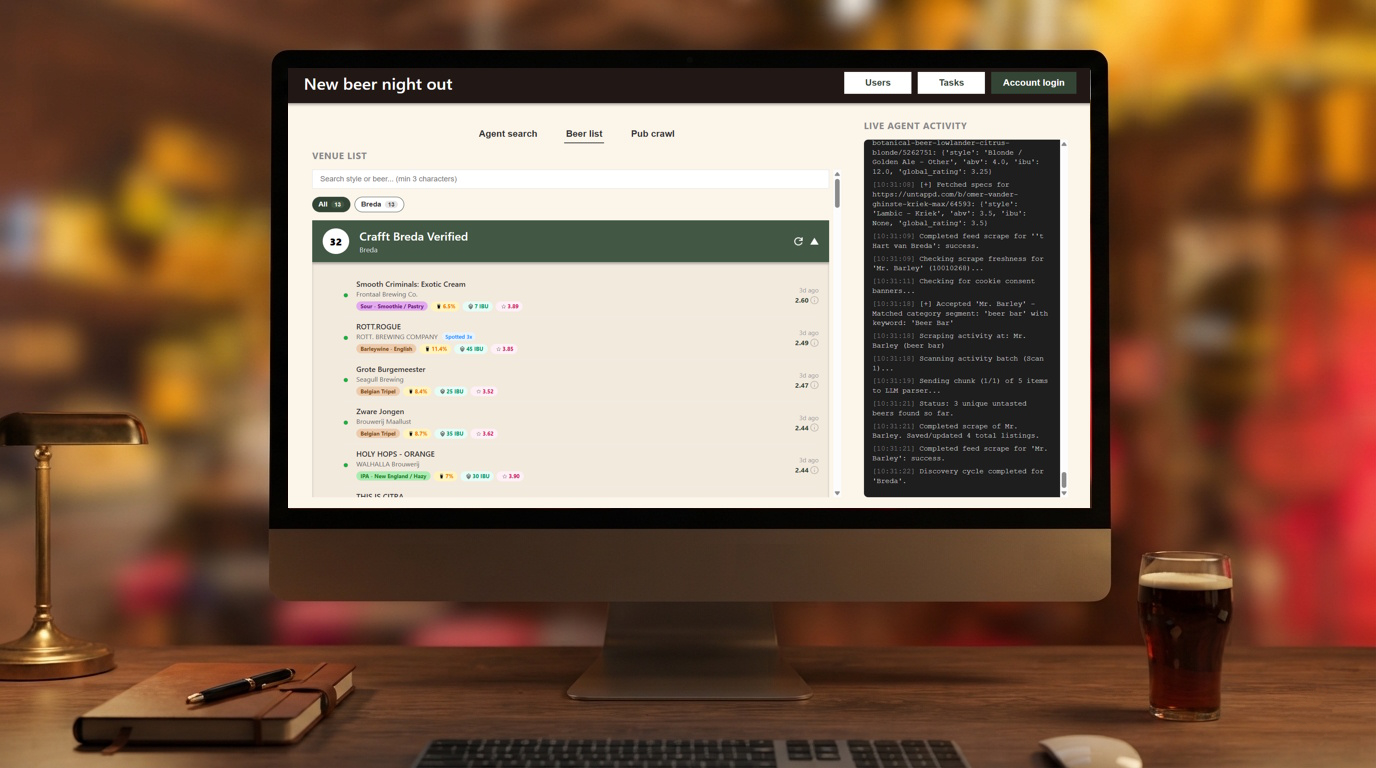 New beer night out
Users
Tasks
Account login
Agent search
Beer list
Pub crawl
VENUE LIST
Search style or beer... (min 3 characters)
All 13
Breda 13
32
Crafft Breda Verified
Breda
Smooth Criminals: Exotic Cream
Frontaal Brewing Co.
Sour - Smoothie / Pastry 6.5% 7 IBU 3.89
3d ago
2.60
ROTT.ROGUE
ROTT. BREWING COMPANY Spotted 3x
Barleywine - English 11.4% 45 IBU 3.85
3d ago
2.49
Grote Burgemeester
Seagull Brewing
Belgian Tripel 8.4% 25 IBU 3.52
3d ago
2.47
Zware Jongen
Brouwerij Maallust
Belgian Tripel 8.7% 35 IBU 3.62
3d ago
2.44
HOLY HOPS - ORANGE
WALHALLA Brouwerij
IPA - New England / Hazy 7% 30 IBU 3.90
3d ago
2.44
THIS IS CITRA
LIVE AGENT ACTIVITY
botanical-beer-lowlander-citrus-
blonde/5262751: {'style': 'Blonde /
Golden Ale - Other', 'abv': 4.0, 'ibu':
12.0, 'global_rating': 3.25}
[10:31:08] [+] Fetched specs for
https://untappd.com/b/omer-vander-
ghinste-kriek-max/64593: {'style':
'Lambic - Kriek', 'abv': 3.5, 'ibu':
None, 'global_rating': 3.5}
[10:31:09] Completed feed scrape for ''t
Hart van Breda': success.
[10:31:09] Checking scrape freshness for
'Mr. Barley' (10010268)...
[10:31:11] Checking for cookie consent
banners...
[10:31:18] [+] Accepted 'Mr. Barley' -
Matched category segment: 'beer bar' with
keyword: 'Beer Bar'
[10:31:18] Scraping activity at: Mr.
Barley (beer bar)
[10:31:18] Scanning activity batch (Scan
1)...
[10:31:19] Sending chunk (1/1) of 5 items
to LLM parser...
[10:31:21] Status: 3 unique untasted
beers found so far.
[10:31:21] Completed scrape of Mr.
Barley. Saved/updated 4 total listings.
[10:31:21] Completed feed scrape for 'Mr.
Barley': success.
[10:31:22] Discovery cycle completed for
'Breda'.